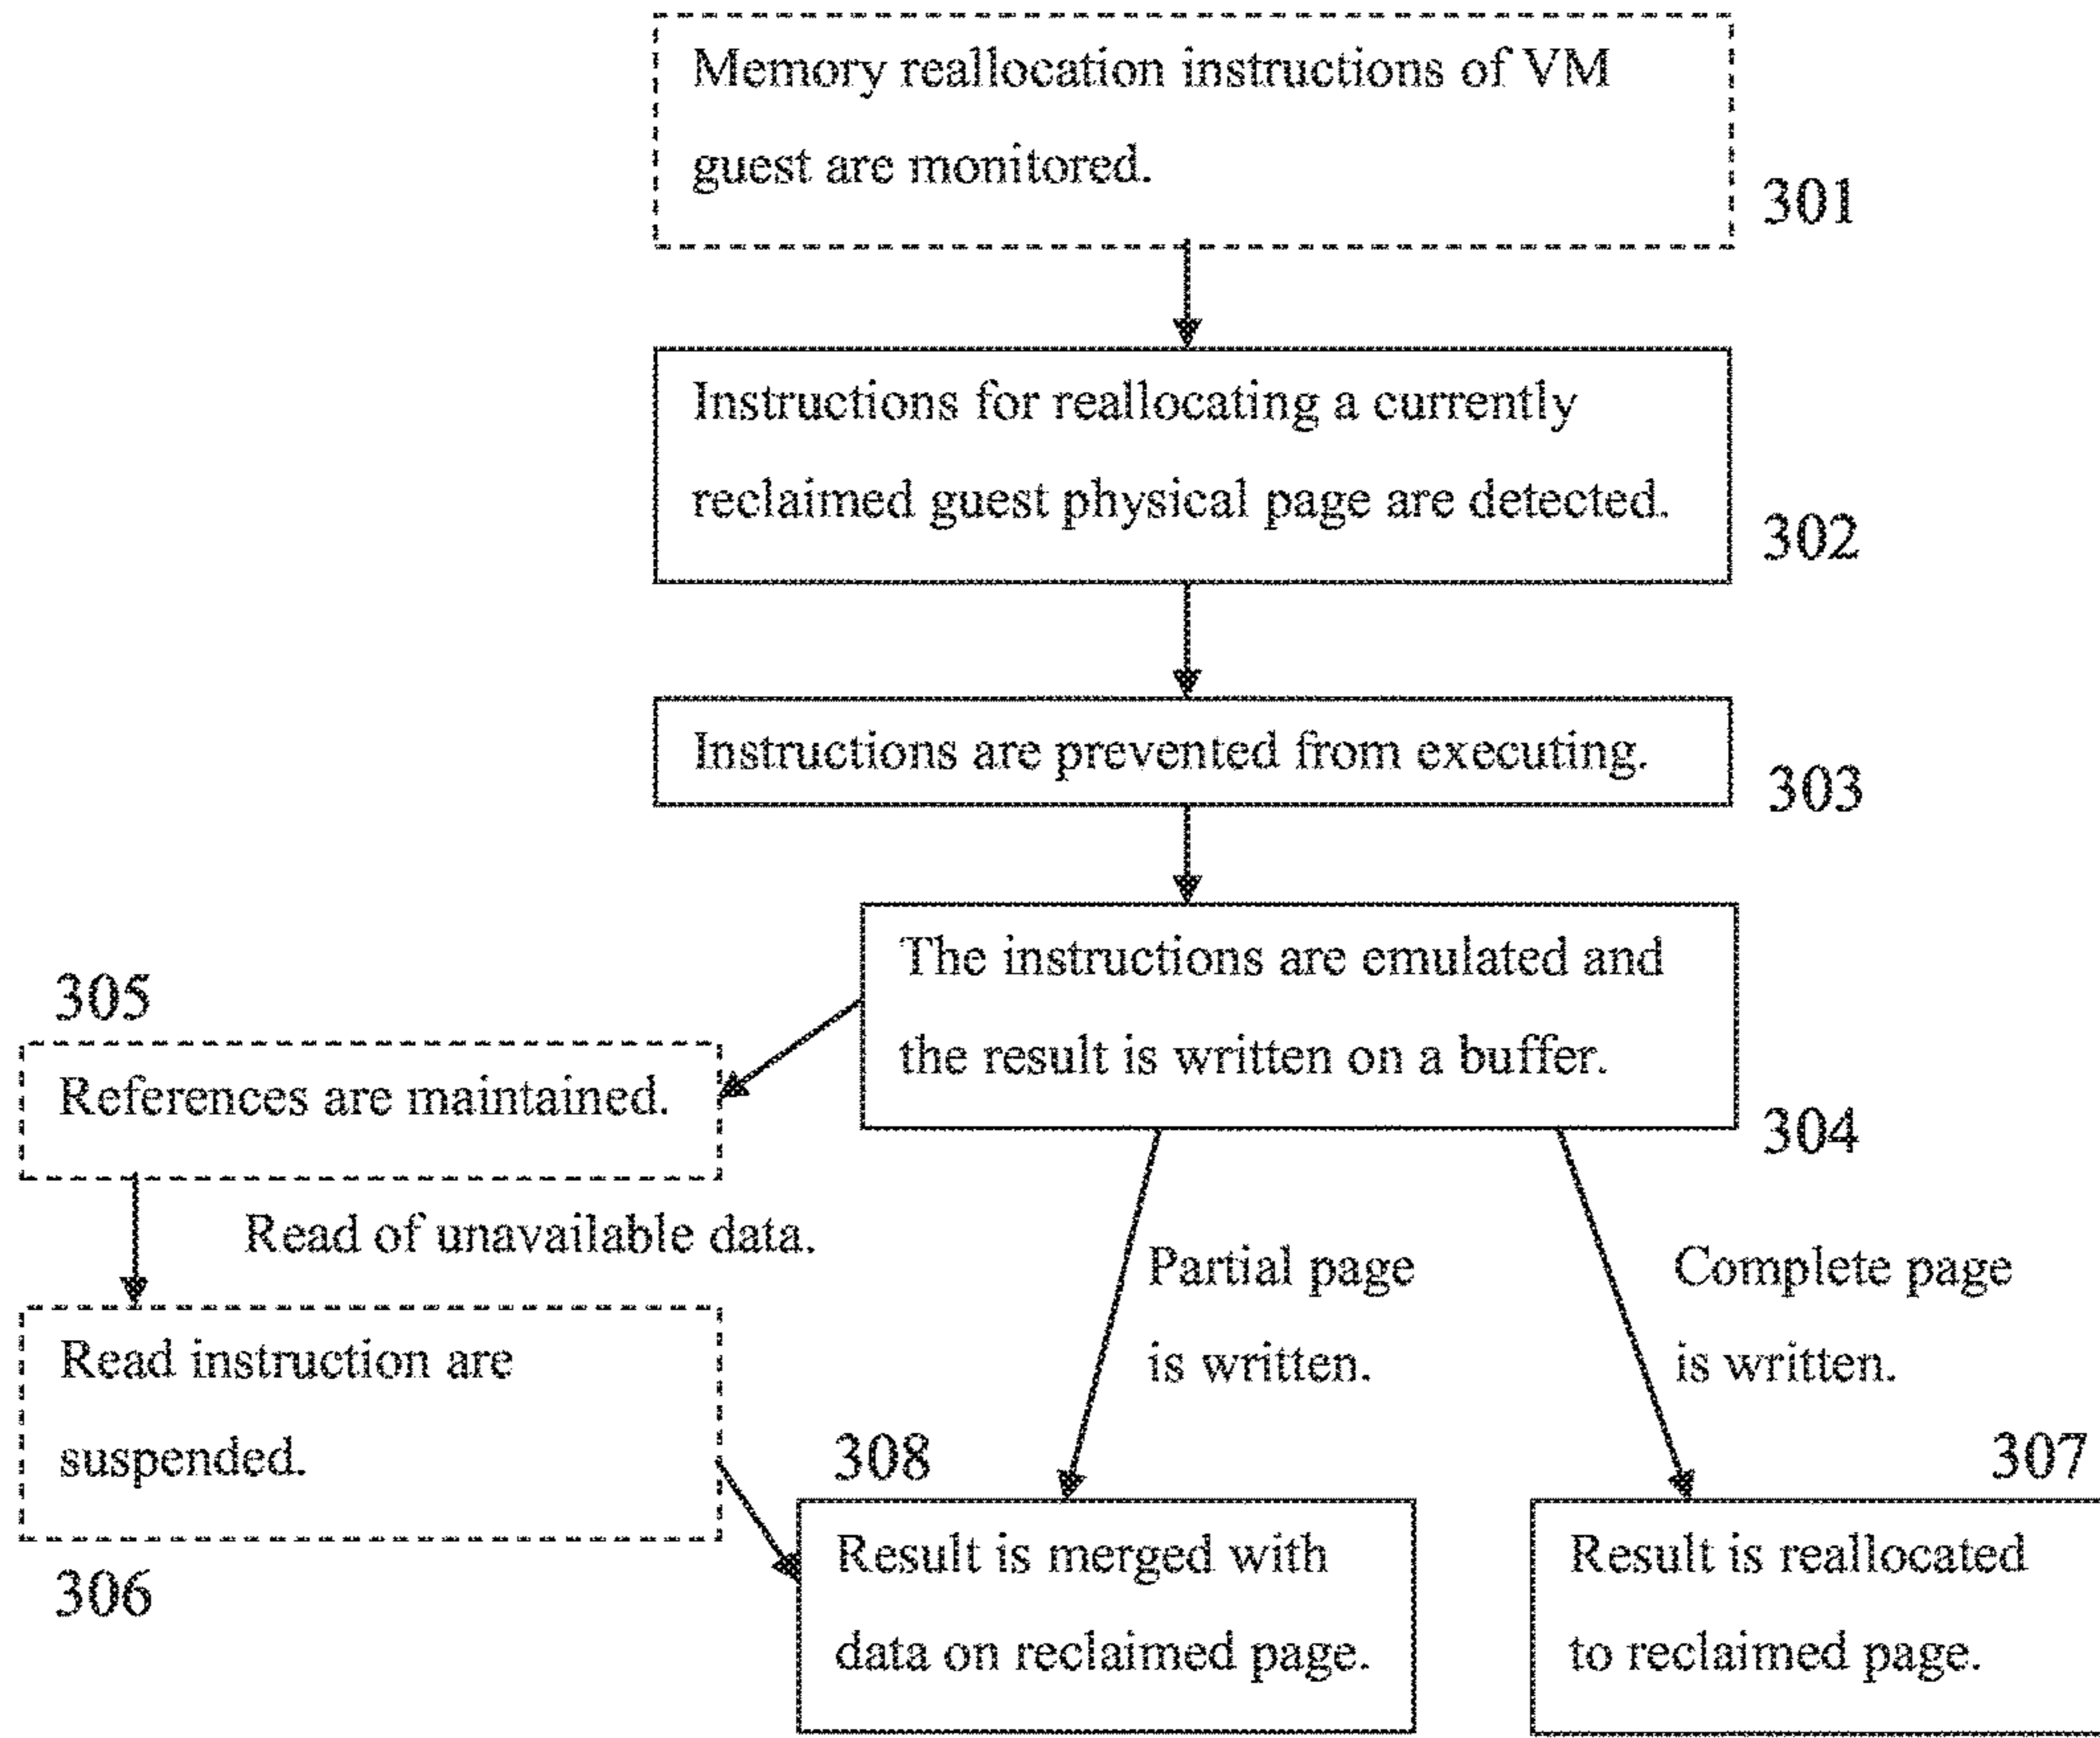 Memory reallocation instructions of VM
guest are monitored.
301
Instructions for reallocating a currently
reclaimed guest physical page are detected.
302
Instructions are prevented from executing.
303
The instructions are emulated and
the result is written on a buffer.
304
305
References are maintained.
Read of unavailable data.
Read instruction are
suspended.
306
Partial page
is written.
Complete page
is written.
308
Result is merged with
data on reclaimed page.
307
Result is reallocated
to reclaimed page.